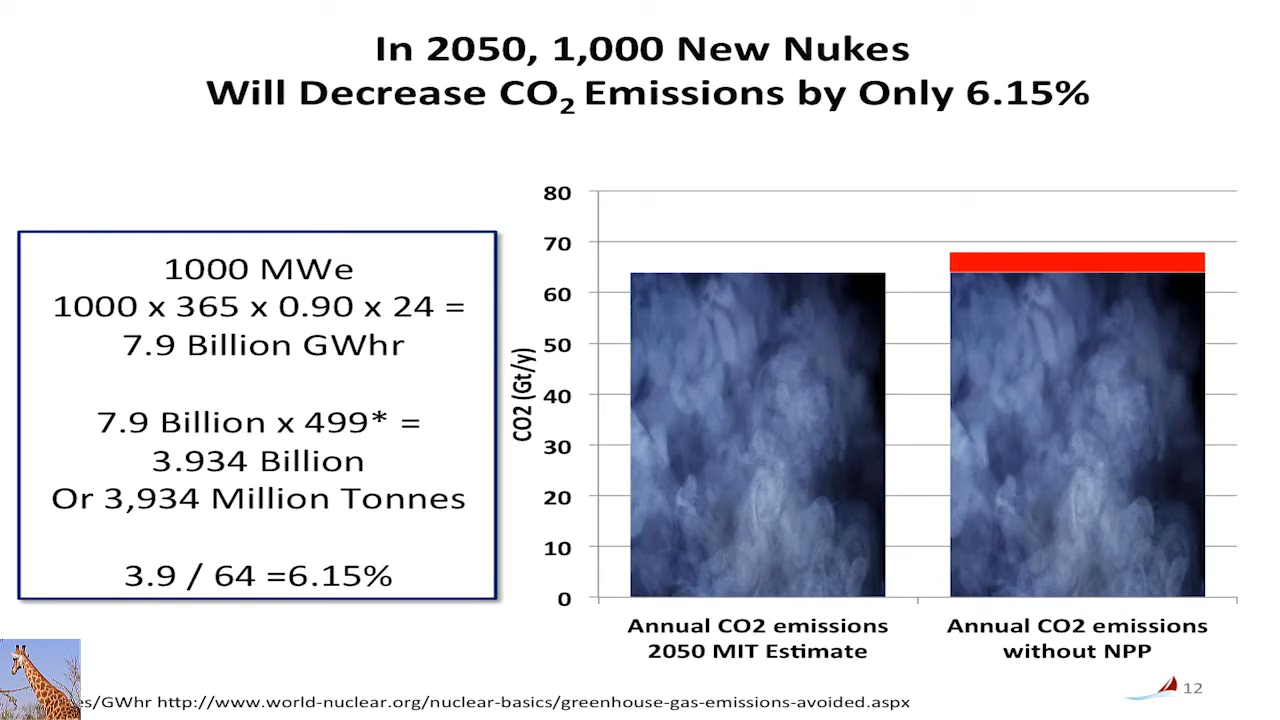 In 2050, 1,000 New Nukes
Will Decrease CO₂ Emissions by Only 6.15%
1000 MWe
1000 x 365 x 0.90 x 24 =
7.9 Billion GWhr
7.9 Billion x 499* =
3.934 Billion
Or 3,934 Million Tonnes
3.9 / 64 =6.15%
CO2 (Gt/y)
80
70
60
50
40
30
20
10
0
Annual CO2 emissions
2050 MIT Estimate
Annual CO2 emissions
without NPP
es/GWhr http://www.world-nuclear.org/nuclear-basics/greenhouse-gas-emissions-avoided.aspx
12